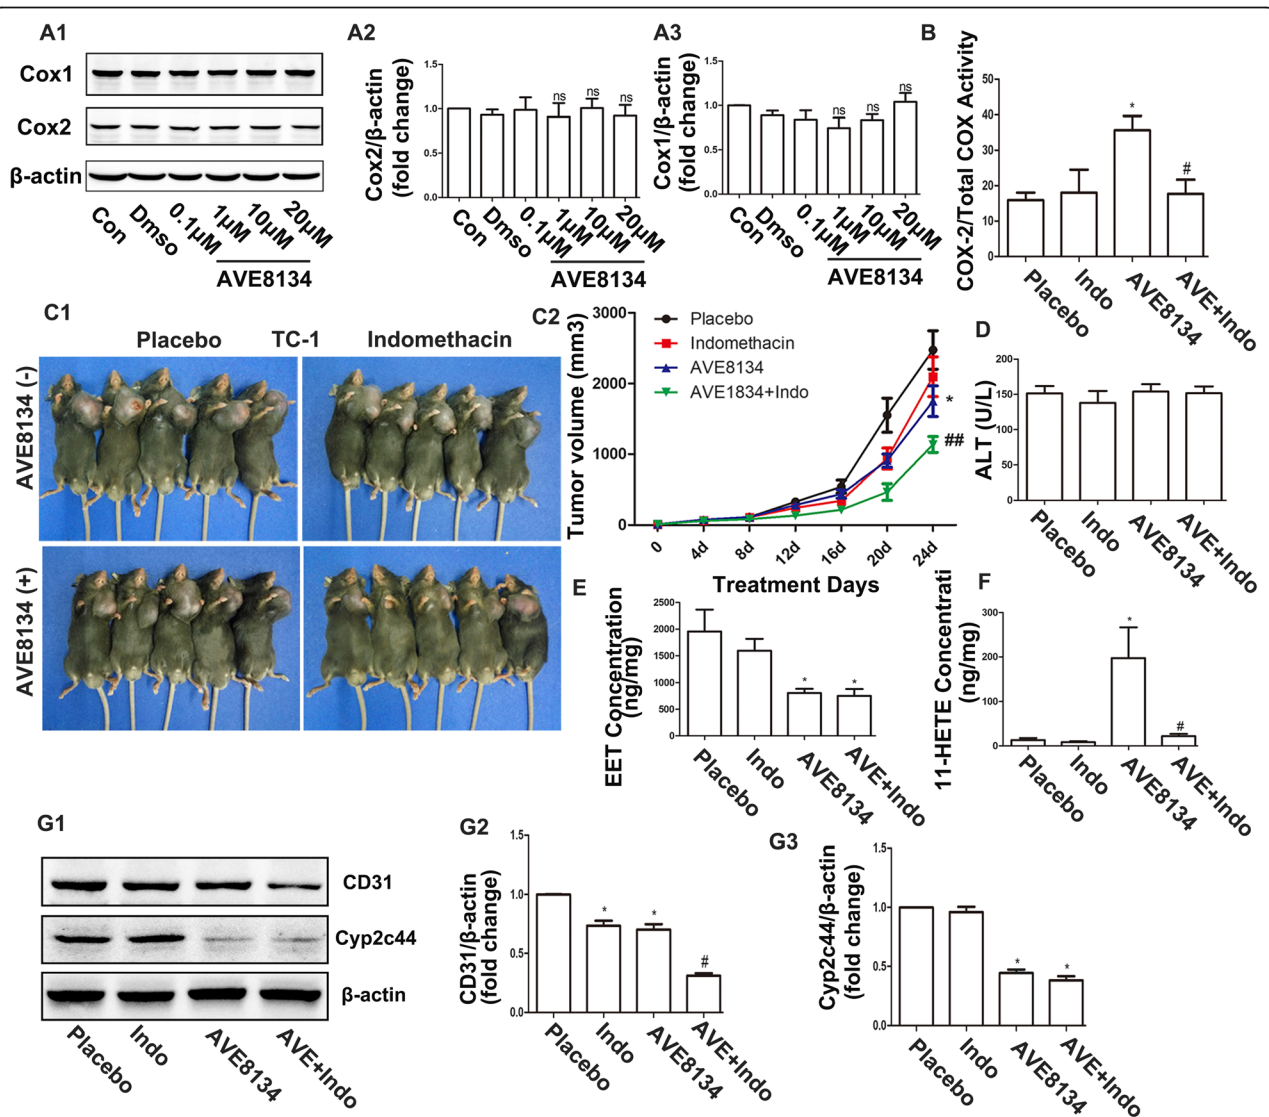 A1
Cox1
Cox2
β-actin
Con
Dmso
0.1μM
1μM
10μM
20μM
AVE8134
A2
Cox2/β-actin
(fold change)
1.5
1.0
0.5
0.0
ns
ns
ns
Con
Dmso
0.1μM
1μM
10μM
20μM
AVE8134
A3
Cox1/β-actin
(fold change)
1.5
1.0
0.5
0.0
ns
ns
ns
Con
Dmso
0.1μM
1μM
10μM
20μM
AVE8134
B
COX-2/Total COX Activity
50
40
30
20
10
0
*
#
Placebo
Indo
AVE8134
AVE+Indo
C1
Placebo
TC-1
Indomethacin
AVE8134 (-)
AVE8134 (+)
C2
Tumor volume (mm3)
3000
2000
1000
0
Placebo
Indomethacin
AVE8134
AVE1834+Indo
*
##
0
4d
8d
12d
16d
20d
24d
Treatment Days
D
ALT (U/L)
200
150
100
50
0
Placebo
Indo
AVE8134
AVE+Indo
E
EET Concentration
(ng/mg)
2500
2000
1500
1000
500
0
*
*
Placebo
Indo
AVE8134
AVE+Indo
F
11-HETE Concentrati
(ng/mg)
300
200
100
0
*
#
Placebo
Indo
AVE8134
AVE+Indo
G1
CD31
Cyp2c44
β-actin
Placebo
Indo
AVE8134
AVE+Indo
G2
CD31/β-actin
(fold change)
1.5
1.0
0.5
0.0
*
*
#
Placebo
Indo
AVE8134
AVE+Indo
G3
Cyp2c44/β-actin
(fold change)
1.5
1.0
0.5
0.0
*
*
Placebo
Indo
AVE8134
AVE+Indo